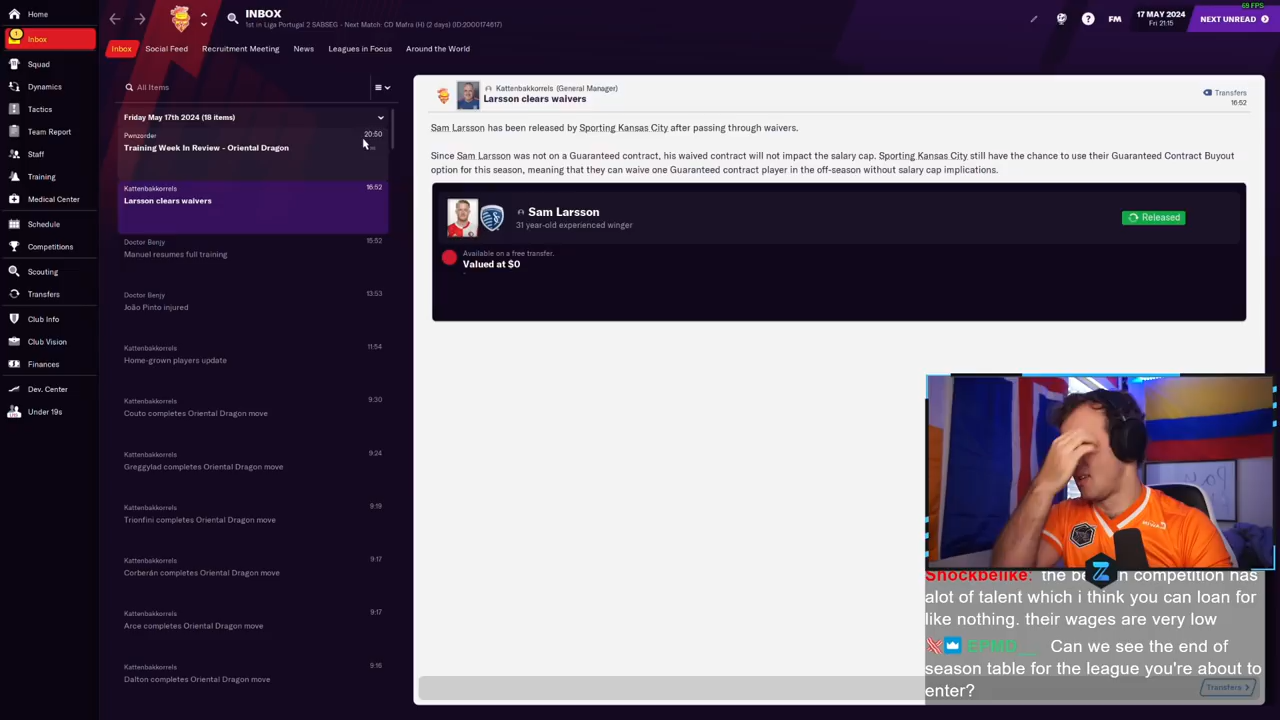 69 FPS
Home
INBOX
1st in Liga Portugal 2 SABSEG - Next Match: CD Mafra (H) (2 days) (ID:2000174617)
FM
17 MAY 2024
Fri 21:15
NEXT UNREAD
1
Inbox
Inbox
Social Feed
Recruitment Meeting
News
Leagues in Focus
Around the World
Squad
Dynamics
Tactics
Team Report
Staff
Training
Medical Center
Schedule
Competitions
Scouting
Transfers
Club Info
Club Vision
Finances
Dev. Center
Under 19s
All Items
Friday May 17th 2024 (18 items)
Pwnzorder
20:50
Training Week In Review - Oriental Dragon
Kattenbakkorrels
16:52
Larsson clears waivers
Doctor Benjy
15:52
Manuel resumes full training
Doctor Benjy
13:53
João Pinto injured
Kattenbakkorrels
11:54
Home-grown players update
Kattenbakkorrels
9:30
Couto completes Oriental Dragon move
Kattenbakkorrels
9:24
Greggylad completes Oriental Dragon move
Kattenbakkorrels
9:19
Trionfini completes Oriental Dragon move
Kattenbakkorrels
9:17
Corberán completes Oriental Dragon move
Kattenbakkorrels
9:17
Arce completes Oriental Dragon move
Kattenbakkorrels
9:16
Dalton completes Oriental Dragon move
Kattenbakkorrels (General Manager)
Larsson clears waivers
Transfers
16:52
Sam Larsson has been released by Sporting Kansas City after passing through waivers.
Since Sam Larsson was not on a Guaranteed contract, his waived contract will not impact the salary cap. Sporting Kansas City still have the chance to use their Guaranteed Contract Buyout
option for this season, meaning that they can waive one Guaranteed contract player in the off-season without salary cap implications.
Sam Larsson
31 year-old experienced winger
Released
Available on a free transfer.
Valued at $0
Shockbelike: the be n competition has
alot of talent which i think you can loan for
like nothing. their wages are very low
Can we see the end of
season table for the league you're about to
enter?
Transfers